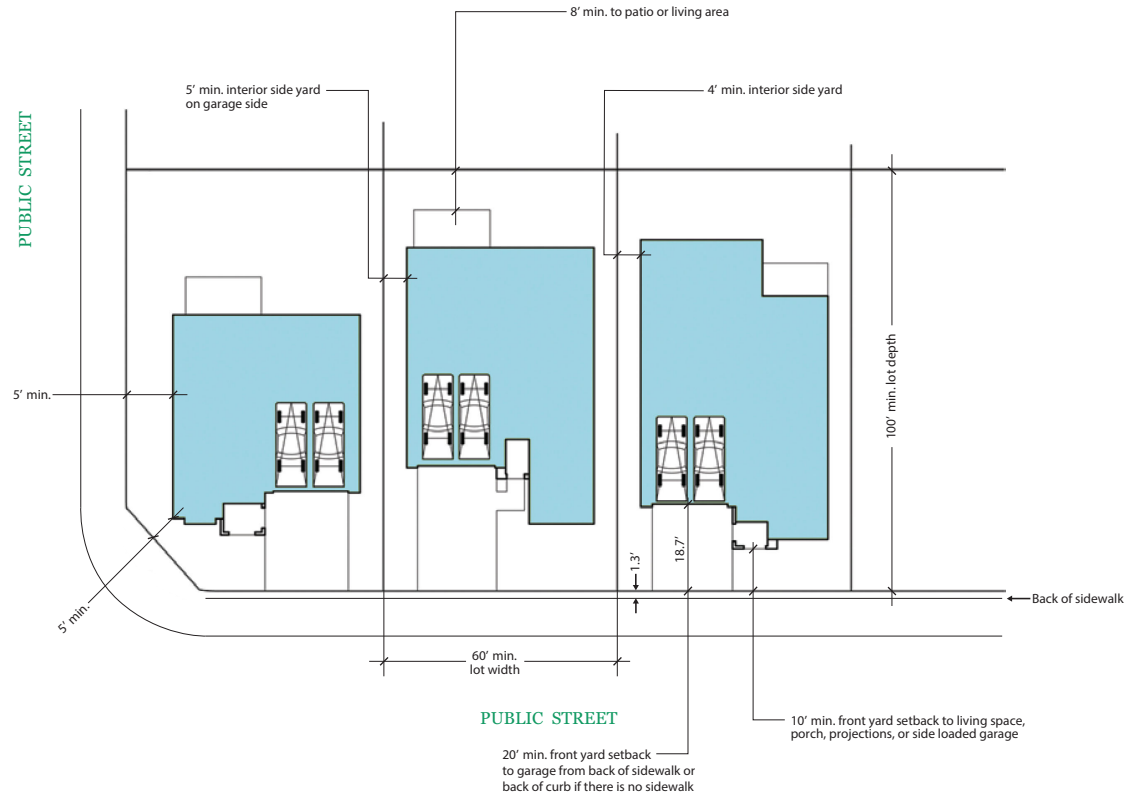 8’ min. to patio or living area
5’ min. interior side yard
on garage side
4’ min. interior side yard
PUBLIC STREET
5’ min.
100’ min. lot depth
1.3’
18.7’
5’ min.
Back of sidewalk
60’ min.
lot width
PUBLIC STREET
10’ min. front yard setback to living space,
porch, projections, or side loaded garage
20’ min. front yard setback
to garage from back of sidewalk or
back of curb if there is no sidewalk